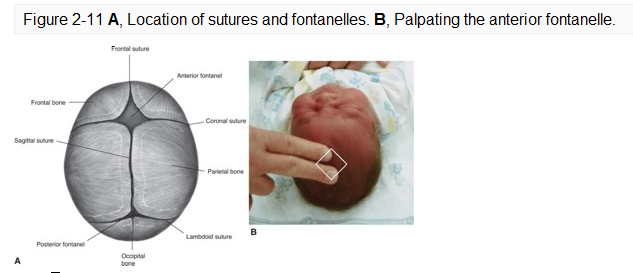 Figure 2-11 A, Location of sutures and fontanelles. B, Palpating the anterior fontanelle.
Frontal suture
Anterior fontanel
Frontal bone
Coronal suture
Sagittal suture
Parietal bone
Lambdoid suture
Posterior fontanel
Occipital
bone
A
B